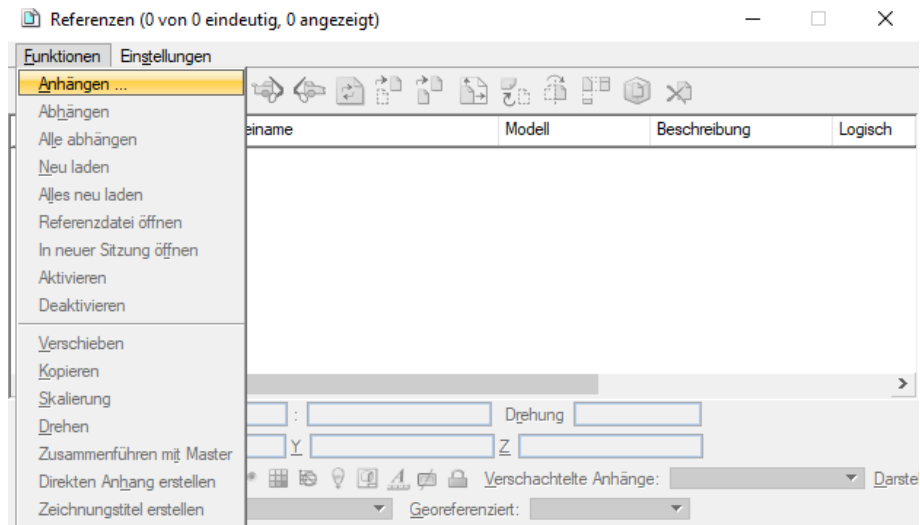 Referenzen (0 von 0 eindeutig, 0 angezeigt)
Funktionen Einstellungen
Anhängen ...
Abhängen
Alle abhängen
Neu laden
Alles neu laden
Referenzdatei öffnen
In neuer Sitzung öffnen
Aktivieren
Deaktivieren
Verschieben
Kopieren
Skalierung
Drehen
Zusammenführen mit Master
Direkten Anhang erstellen
Zeichnungstitel erstellen
einame Modell Beschreibung Logisch
: Drehung
Y Z
Verschachtelte Anhänge: Darste
Georeferenziert: